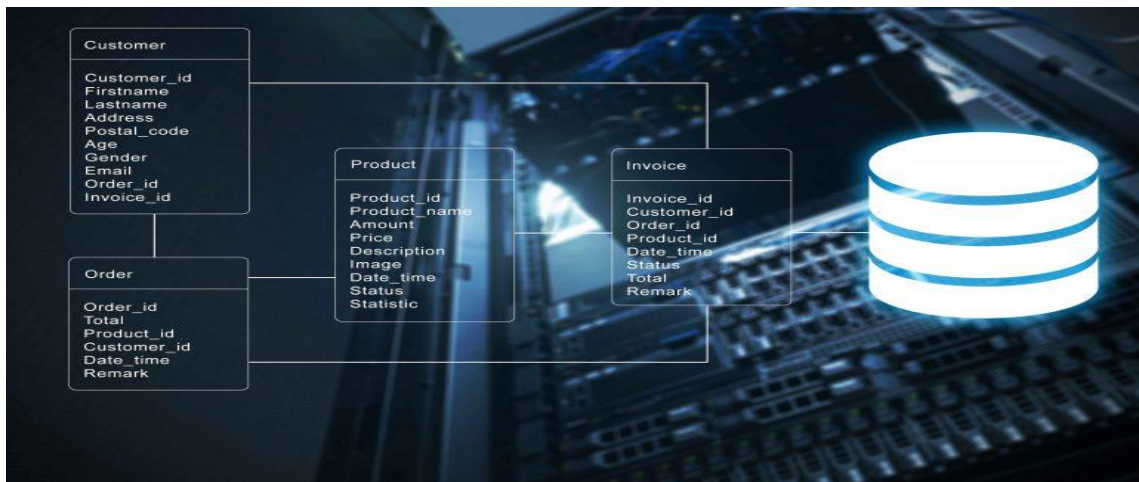 Customer
Customer_id
Firstname
Lastname
Address
Postal_code
Age
Gender
Email
Order_id
Invoice_id
Order
Order_id
Total
Product_id
Customer_id
Date_time
Remark
Product
Product_id
Product_name
Amount
Price
Description
Image
Date_time
Status
Statistic
Invoice
Invoice_id
Customer_id
Order_id
Product_id
Date_time
Status
Total
Remark